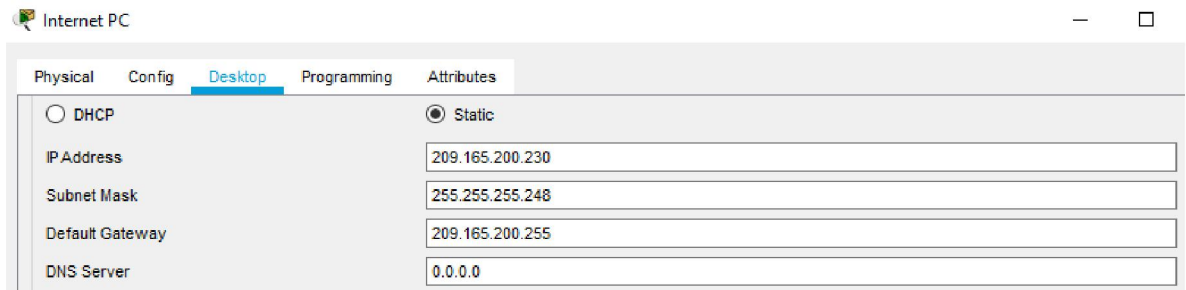 Internet PC
Physical Config Desktop Programming Attributes
DHCP Static
IP Address 209.165.200.230
Subnet Mask 255.255.255.248
Default Gateway 209.165.200.255
DNS Server 0.0.0.0